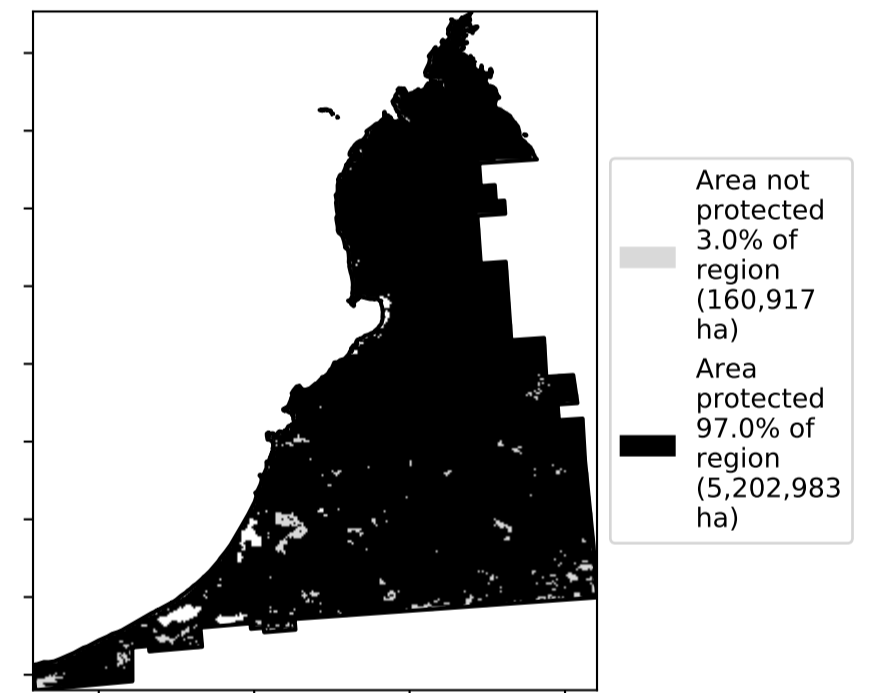 Area not
protected
3.0% of
region
(160,917
ha)
Area
protected
97.0% of
region
(5,202,983
ha)